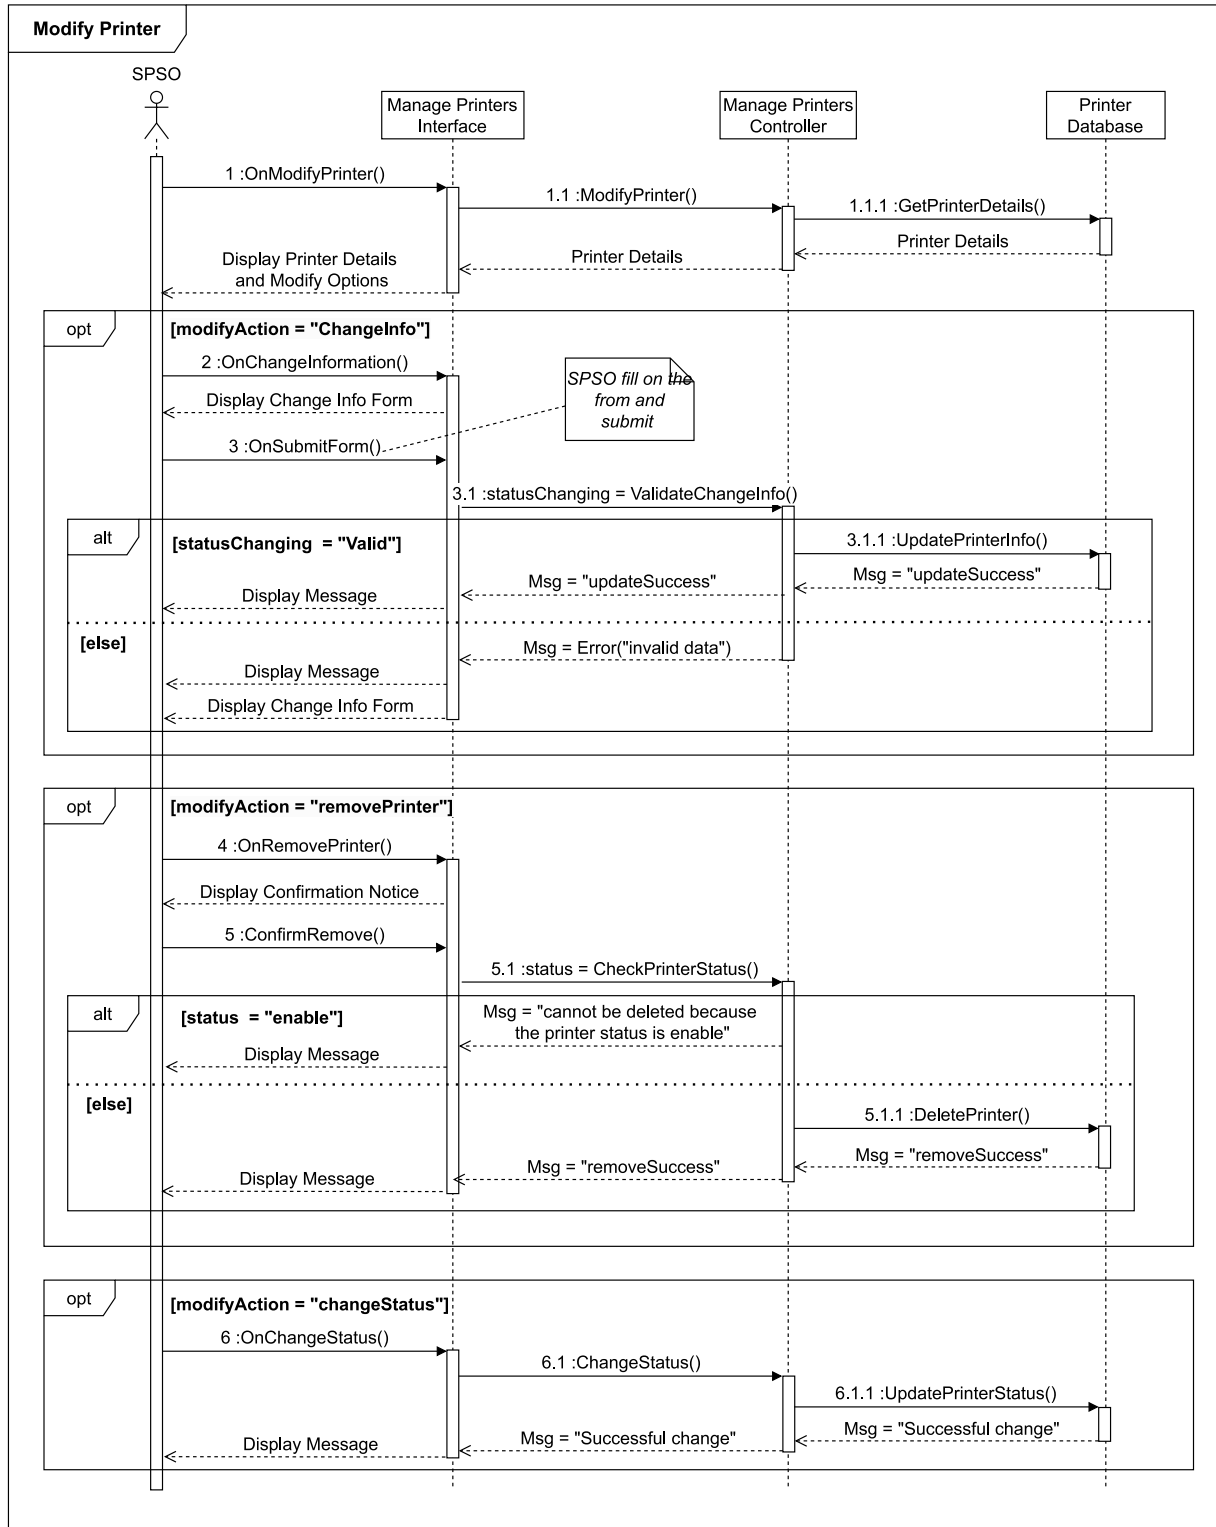 Modify Printer
SPSO
Manage Printers
Interface
Manage Printers
Controller
Printer
Database
1 :OnModifyPrinter()
1.1 :ModifyPrinter()
1.1.1 :GetPrinterDetails()
Printer Details
Printer Details
Display Printer Details
and Modify Options
opt
[modifyAction = "ChangeInfo"]
2 :OnChangeInformation()
SPSO fill on the
from and
submit
Display Change Info Form
3 :OnSubmitForm()
3.1 :statusChanging = ValidateChangeInfo()
alt
[statusChanging  = "Valid"]
3.1.1 :UpdatePrinterInfo()
Msg = "updateSuccess"
Msg = "updateSuccess"
Display Message
[else]
Msg = Error("invalid data")
Display Message
Display Change Info Form
opt
[modifyAction = "removePrinter"]
4 :OnRemovePrinter()
Display Confirmation Notice
5 :ConfirmRemove()
5.1 :status = CheckPrinterStatus()
alt
[status  = "enable"]
Msg = "cannot be deleted because
the printer status is enable"
Display Message
[else]
5.1.1 :DeletePrinter()
Msg = "removeSuccess"
Msg = "removeSuccess"
Display Message
opt
[modifyAction = "changeStatus"]
6 :OnChangeStatus()
6.1 :ChangeStatus()
6.1.1 :UpdatePrinterStatus()
Msg = "Successful change"
Msg = "Successful change"
Display Message